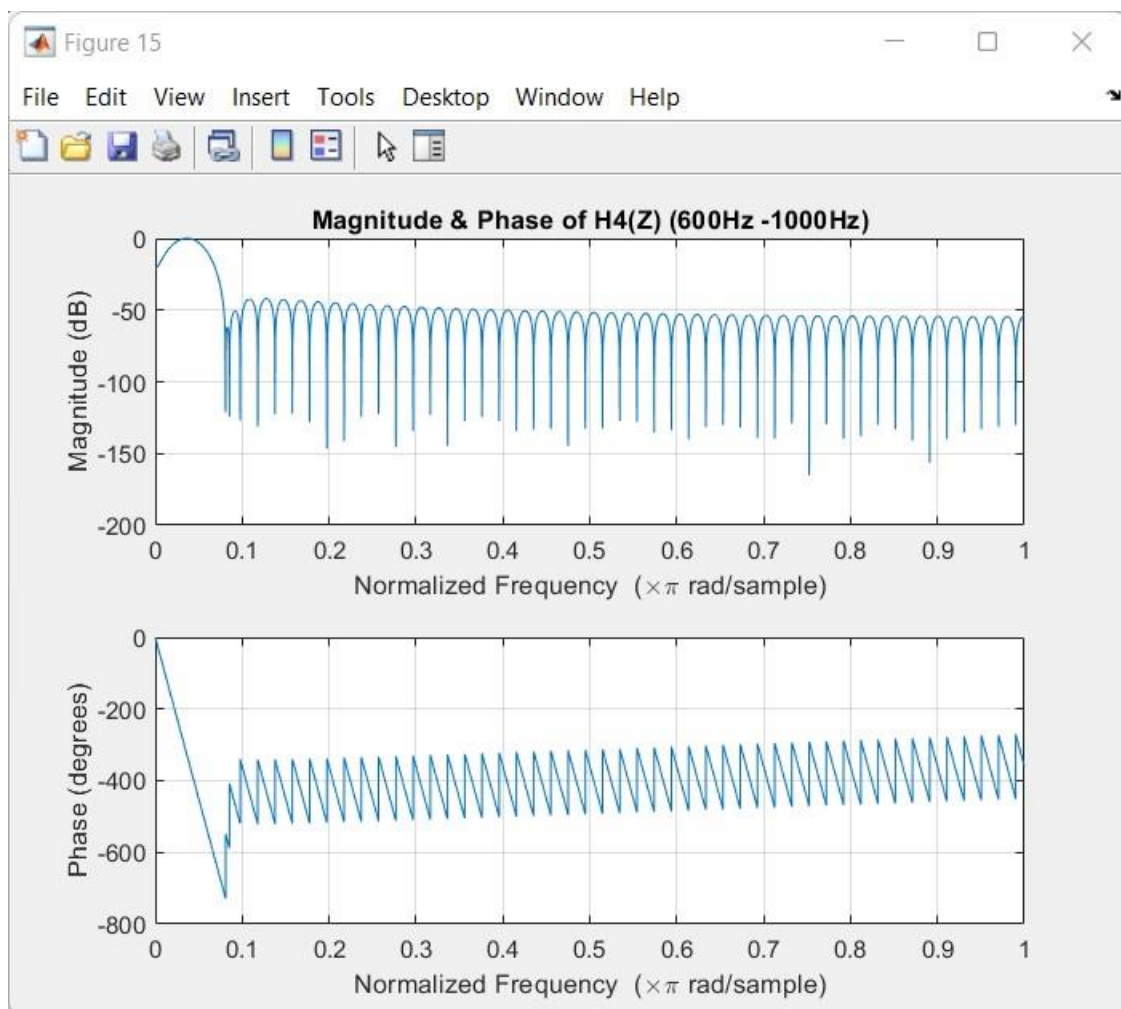 Figure 15
File Edit View Insert Tools Desktop Window Help
Magnitude & Phase of H4(Z) (600Hz -1000Hz)
0
-50
-100
-150
-200
Magnitude (dB)
0 0.1 0.2 0.3 0.4 0.5 0.6 0.7 0.8 0.9 1
Normalized Frequency (×π rad/sample)
0
-200
-400
-600
-800
Phase (degrees)
0 0.1 0.2 0.3 0.4 0.5 0.6 0.7 0.8 0.9 1
Normalized Frequency (×π rad/sample)